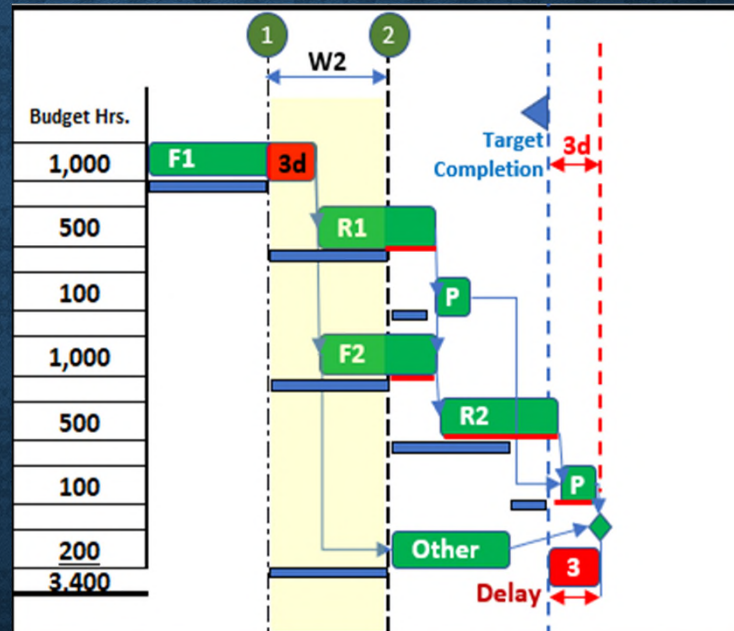 1
2
W2
Budget Hrs.
1,000
F1
3d
Target
Completion
3d
500
R1
100
P
1,000
F2
500
R2
100
P
200
Other
3,400
3
Delay